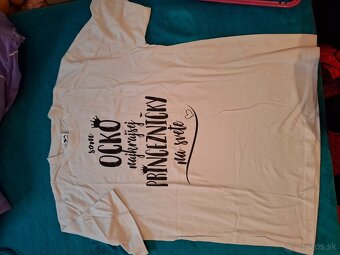 som
OCKO
najkrajšej
PRINCEZNIČKY
na svete